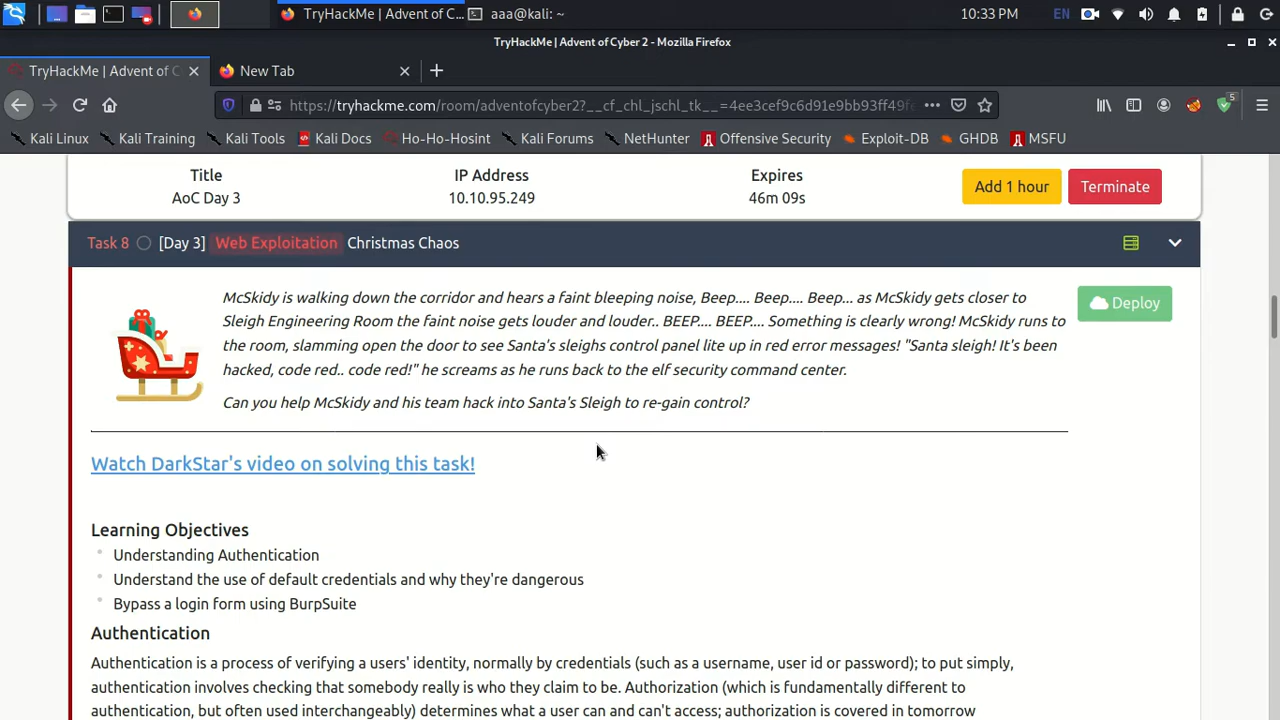 TryHackMe | Advent of C...
aaa@kali: ~
10:33 PM
EN
TryHackMe | Advent of Cyber 2 - Mozilla Firefox
TryHackMe | Advent of C
New Tab
https://tryhackme.com/room/adventofcyber2?__cf_chl_jschl_tk__=4ee3cef9c6d91e9bb93ff49fe
5
Kali Linux
Kali Training
Kali Tools
Kali Docs
Ho-Ho-Hosint
Kali Forums
NetHunter
Offensive Security
Exploit-DB
GHDB
MSFU
Title
IP Address
Expires
AoC Day 3
10.10.95.249
46m 09s
Add 1 hour
Terminate
Task 8
[Day 3] Web Exploitation Christmas Chaos
McSkidy is walking down the corridor and hears a faint bleeping noise, Beep.... Beep.... Beep... as McSkidy gets closer to
Sleigh Engineering Room the faint noise gets louder and louder.. BEEP.... BEEP.... Something is clearly wrong! McSkidy runs to
the room, slamming open the door to see Santa's sleighs control panel lite up in red error messages! "Santa sleigh! It's been
hacked, code red.. code red!" he screams as he runs back to the elf security command center.
Can you help McSkidy and his team hack into Santa's Sleigh to re-gain control?
Deploy
Watch DarkStar's video on solving this task!
Learning Objectives
Understanding Authentication
Understand the use of default credentials and why they're dangerous
Bypass a login form using BurpSuite
Authentication
Authentication is a process of verifying a users' identity, normally by credentials (such as a username, user id or password); to put simply,
authentication involves checking that somebody really is who they claim to be. Authorization (which is fundamentally different to
authentication, but often used interchangeably) determines what a user can and can't access; authorization is covered in tomorrow